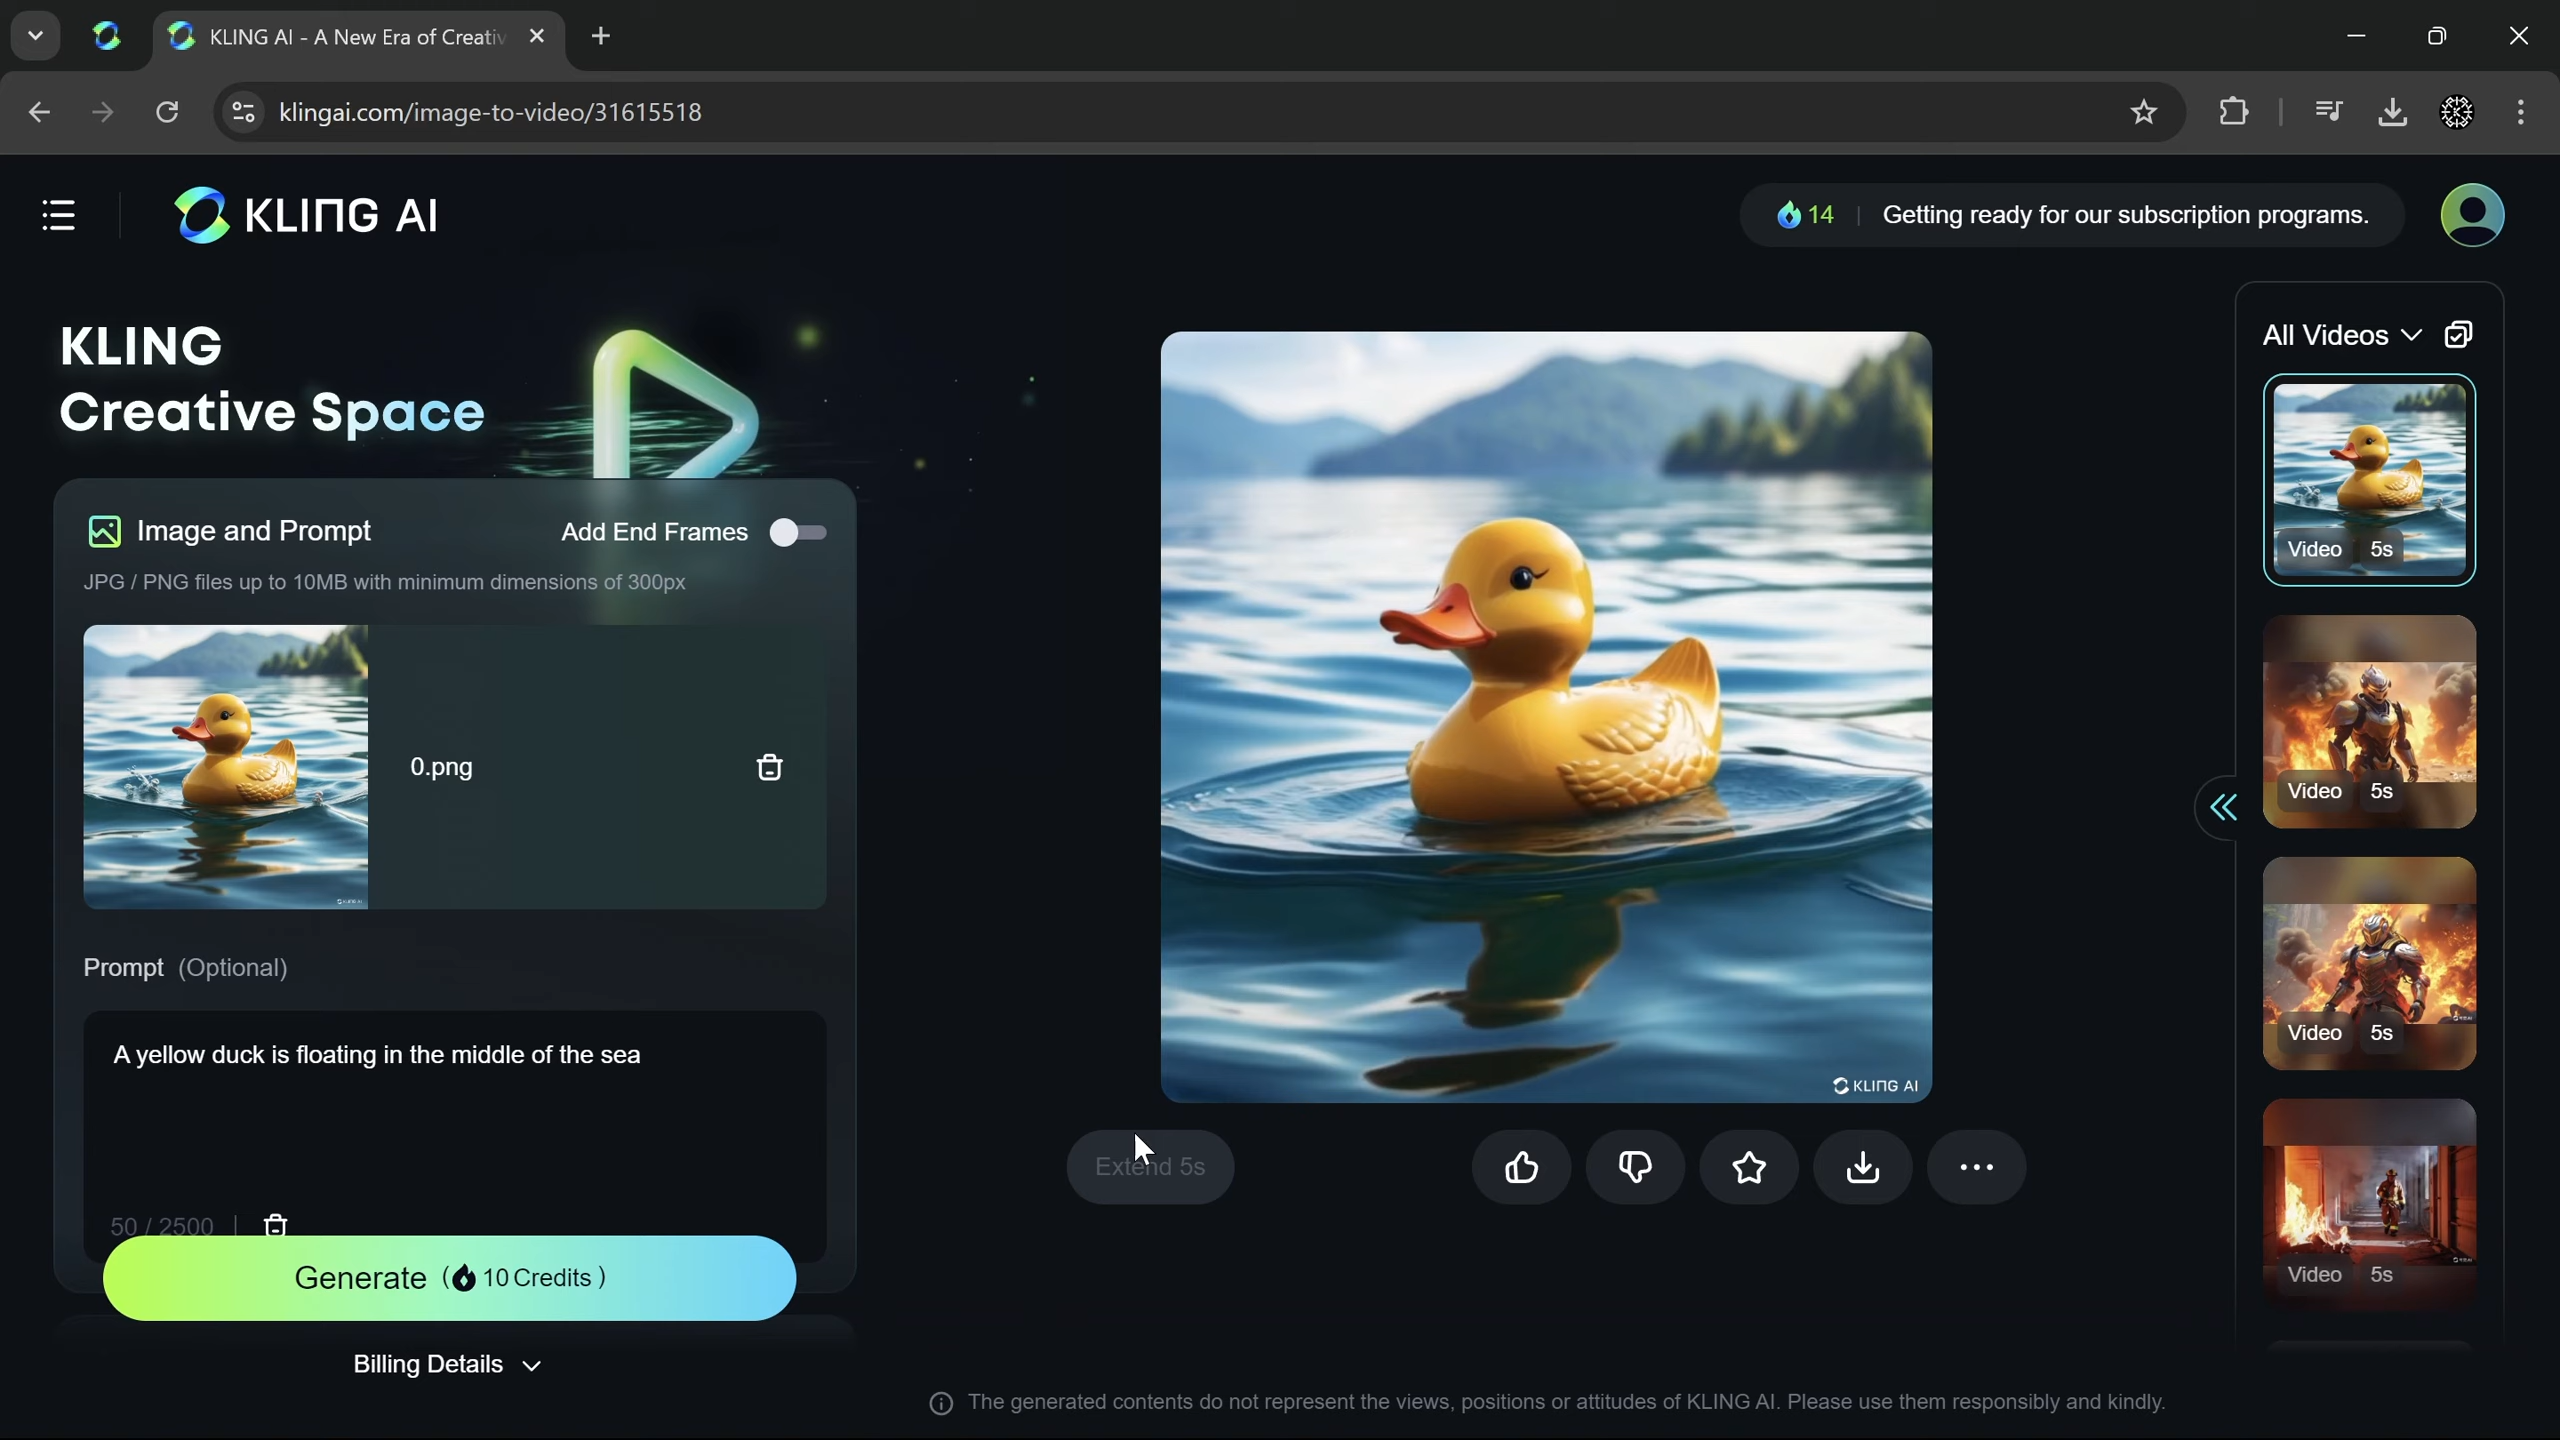 KLING AI - A New Era of Creativ
klingai.com/image-to-video/31615518
KLING AI
14
Getting ready for our subscription programs.
KLING
Creative Space
Image and Prompt
Add End Frames
JPG / PNG files up to 10MB with minimum dimensions of 300px
0.png
Prompt (Optional)
A yellow duck is floating in the middle of the sea
50 / 2500
Generate ( 10 Credits )
Billing Details
KLING AI
Extend 5s
All Videos
Video 5s
Video 5s
Video 5s
Video 5s
The generated contents do not represent the views, positions or attitudes of KLING AI. Please use them responsibly and kindly.